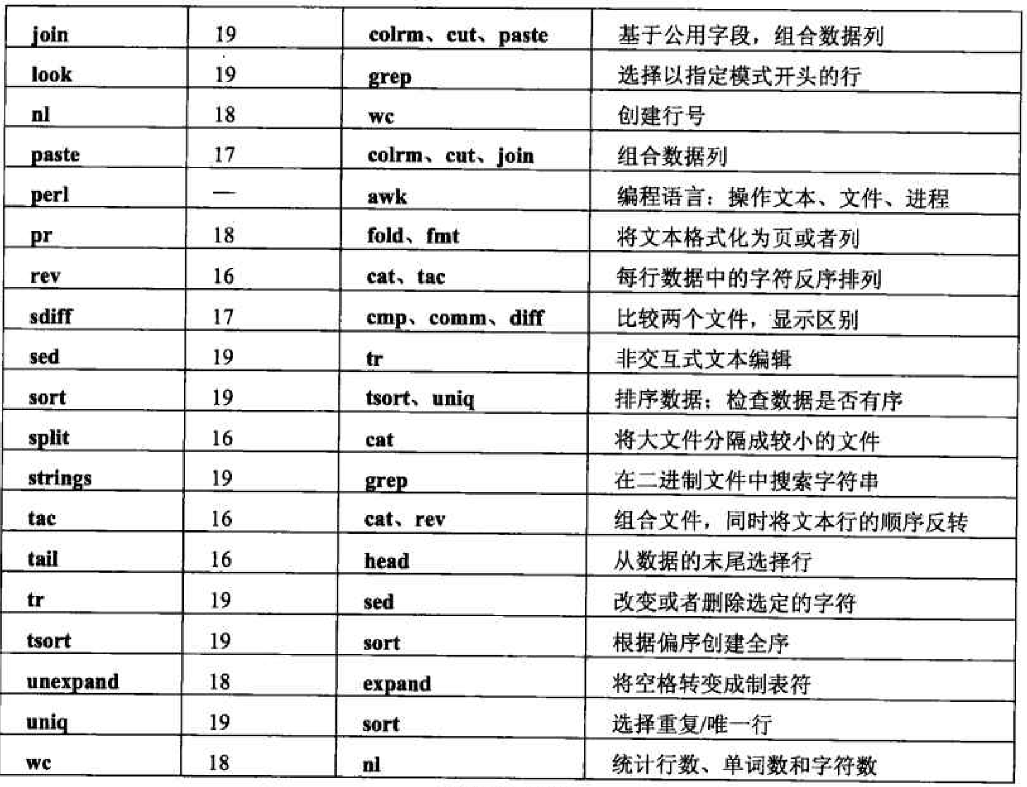 join 19 colrm、cut、paste 基于公用字段，组合数据列
look 19 grep 选择以指定模式开头的行
nl 18 wc 创建行号
paste 17 colrm、cut、join 组合数据列
perl — awk 编程语言：操作文本、文件、进程
pr 18 fold、fmt 将文本格式化为页或者列
rev 16 cat、tac 每行数据中的字符反序排列
sdiff 17 cmp、comm、diff 比较两个文件，显示区别
sed 19 tr 非交互式文本编辑
sort 19 tsort、uniq 排序数据；检查数据是否有序
split 16 cat 将大文件分隔成较小的文件
strings 19 grep 在二进制文件中搜索字符串
tac 16 cat、rev 组合文件，同时将文本行的顺序反转
tail 16 head 从数据的末尾选择行
tr 19 sed 改变或者删除选定的字符
tsort 19 sort 根据偏序创建全序
unexpand 18 expand 将空格转变成制表符
uniq 19 sort 选择重复/唯一行
wc 18 nl 统计行数、单词数和字符数